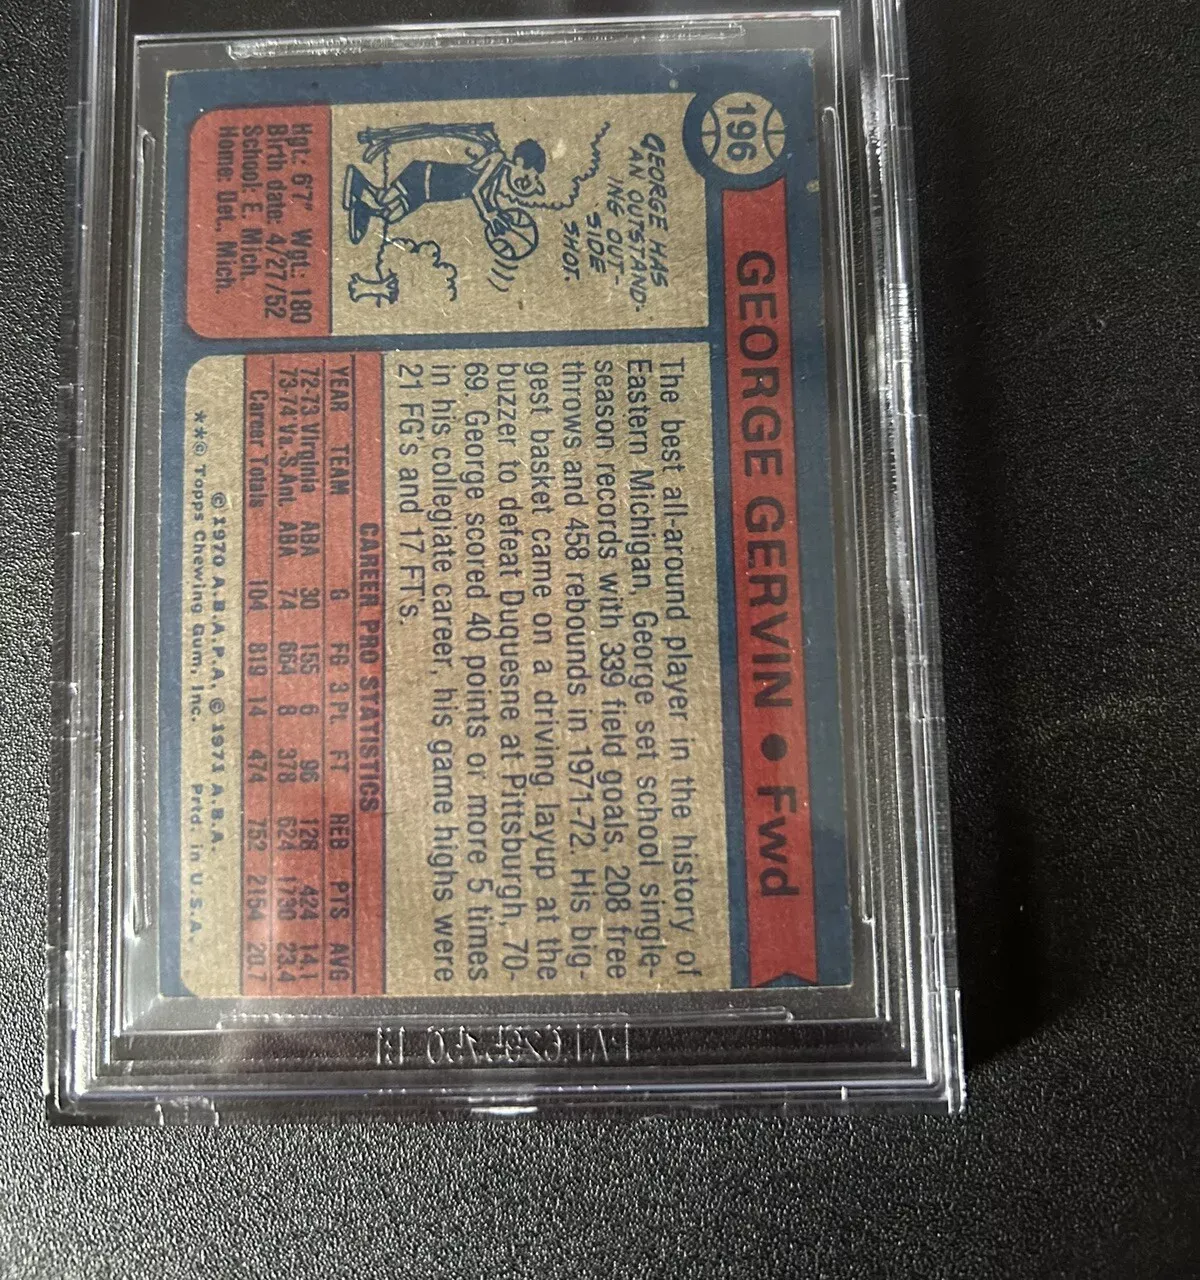 196
GEORGE GERVIN • Fwd
GEORGE HAS
AN OUTSTAND-
ING OUT-
SIDE
SHOT.
Hgt.: 6'7" Wgt.: 180
Birth date: 4/27/52
School: E. Mich.
Home: Det., Mich.
The best all-around player in the history of
Eastern Michigan, George set school single-
season records with 339 field goals, 208 free
throws and 458 rebounds in 1971-72. His big-
gest basket came on a driving layup at the
buzzer to defeat Duquesne at Pittsburgh, 70-
69. George scored 40 points or more 5 times
in his collegiate career, his game highs were
21 FG's and 17 FT's.
CAREER PRO STATISTICS
YEAR TEAM G FG 3 Pt. FT REB PTS AVG
72-73 Virginia ABA 30 155 6 96 128 424 14.1
73-74 Va.-S.Ant. ABA 74 664 8 378 624 1730 23.4
Career Totals 104 819 14 474 752 2154 20.7
© 1970 A.B.A.P.A. © 1971 A.B.A.
**© Topps Chewing Gum, Inc. Prtd. in U.S.A.